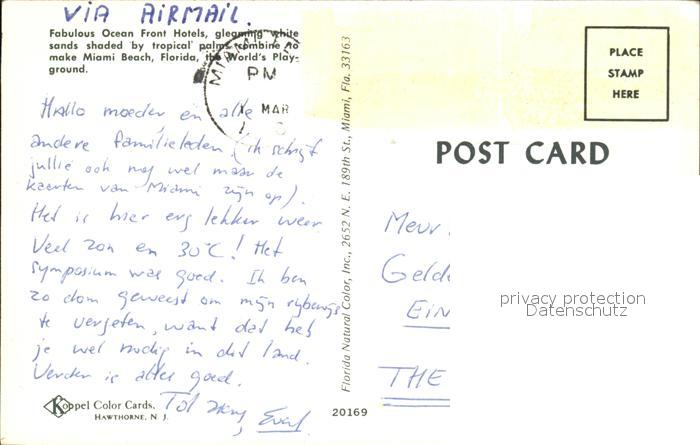 VIA AIRMAIL.
Fabulous Ocean Front Hotels, gleaming white
sands shaded by tropical palms combine to
make Miami Beach, Florida, the World's Play-
ground.
MIAMI
PM
MAR
Hallo moeder en alle
andere familieleden (ik schrijf
jullie ook nog wel maar de
kaarten van Miami zijn op).
Het is hier erg lekker weer
Veel zon en 30°C! Het
symposium was goed. Ik ben
zo dom geweest om mijn rijbewijs
te vergeten, want dat heb
je wel nodig in dit land.
Verder is alles goed.
Tot
Koppel Color Cards.
HAWTHORNE, N. J.
Florida Natural Color, Inc., 2652 N. E. 189th St., Miami, Fla. 33163
20169
PLACE
STAMP
HERE
POST CARD
Mevr.
Geld
EIN
THE
privacy protection
Datenschutz